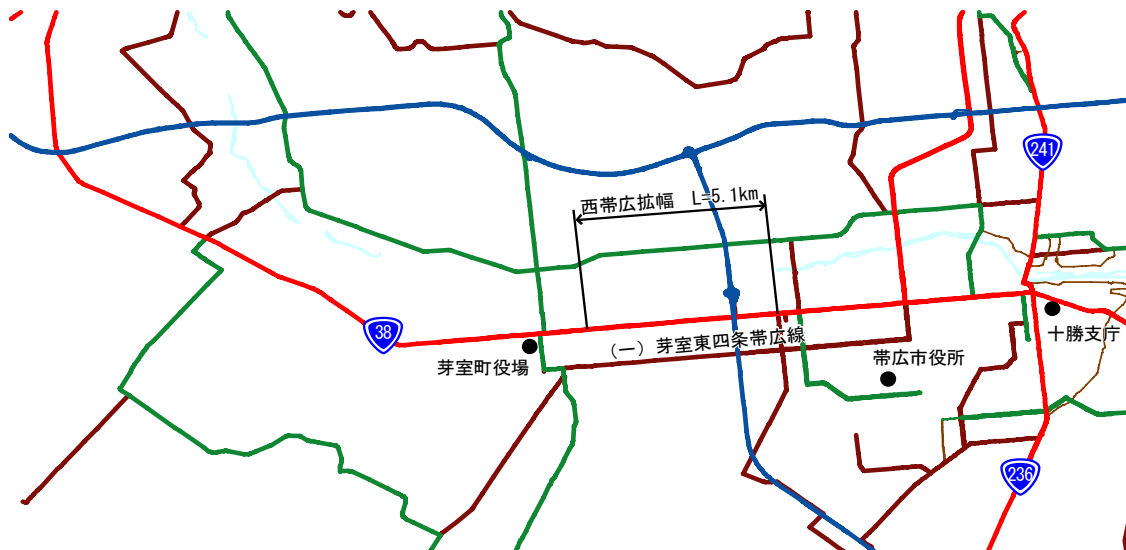 241
西帯広拡幅 L=5.1km
38
芽室町役場
(一)芽室東四条帯広線
十勝支庁
帯広市役所
236